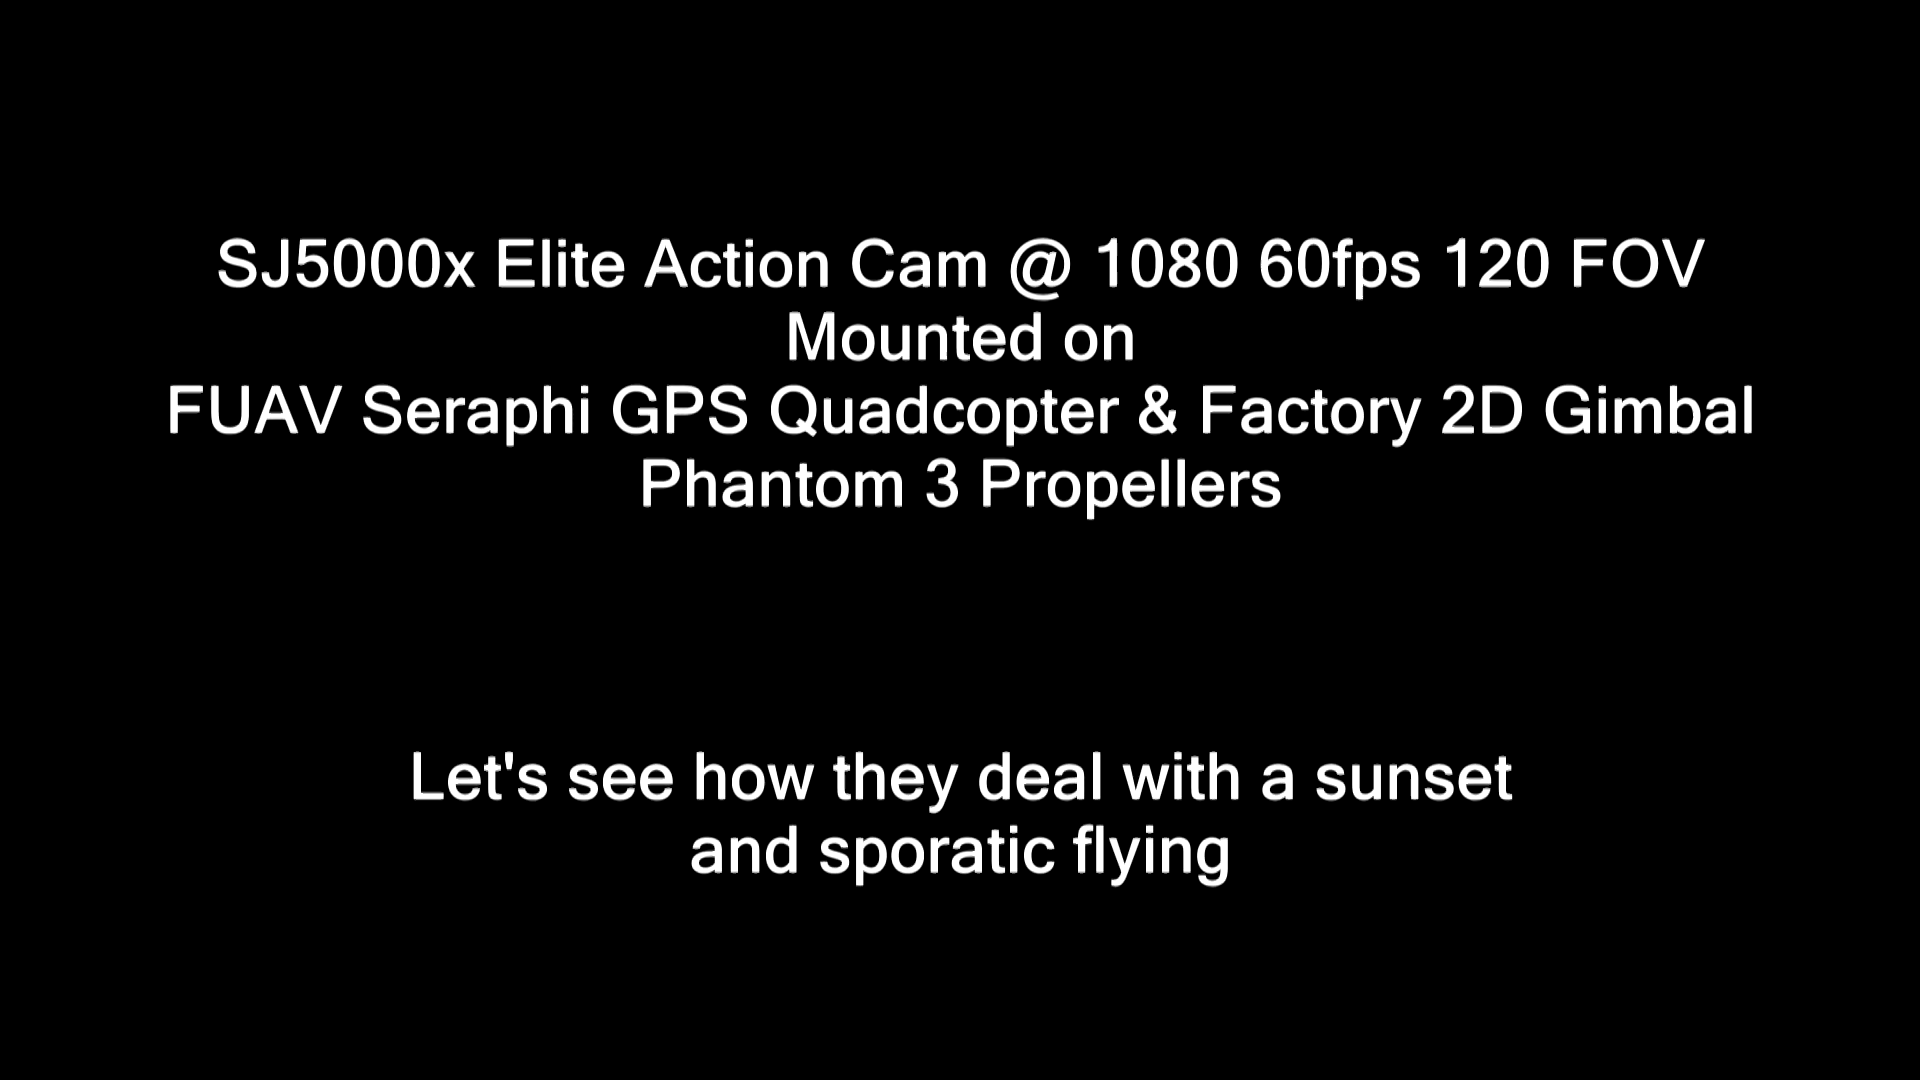 SJ5000x Elite Action Cam @ 1080 60fps 120 FOV
Mounted on
FUAV Seraphi GPS Quadcopter & Factory 2D Gimbal
Phantom 3 Propellers
Let's see how they deal with a sunset
and sporatic flying